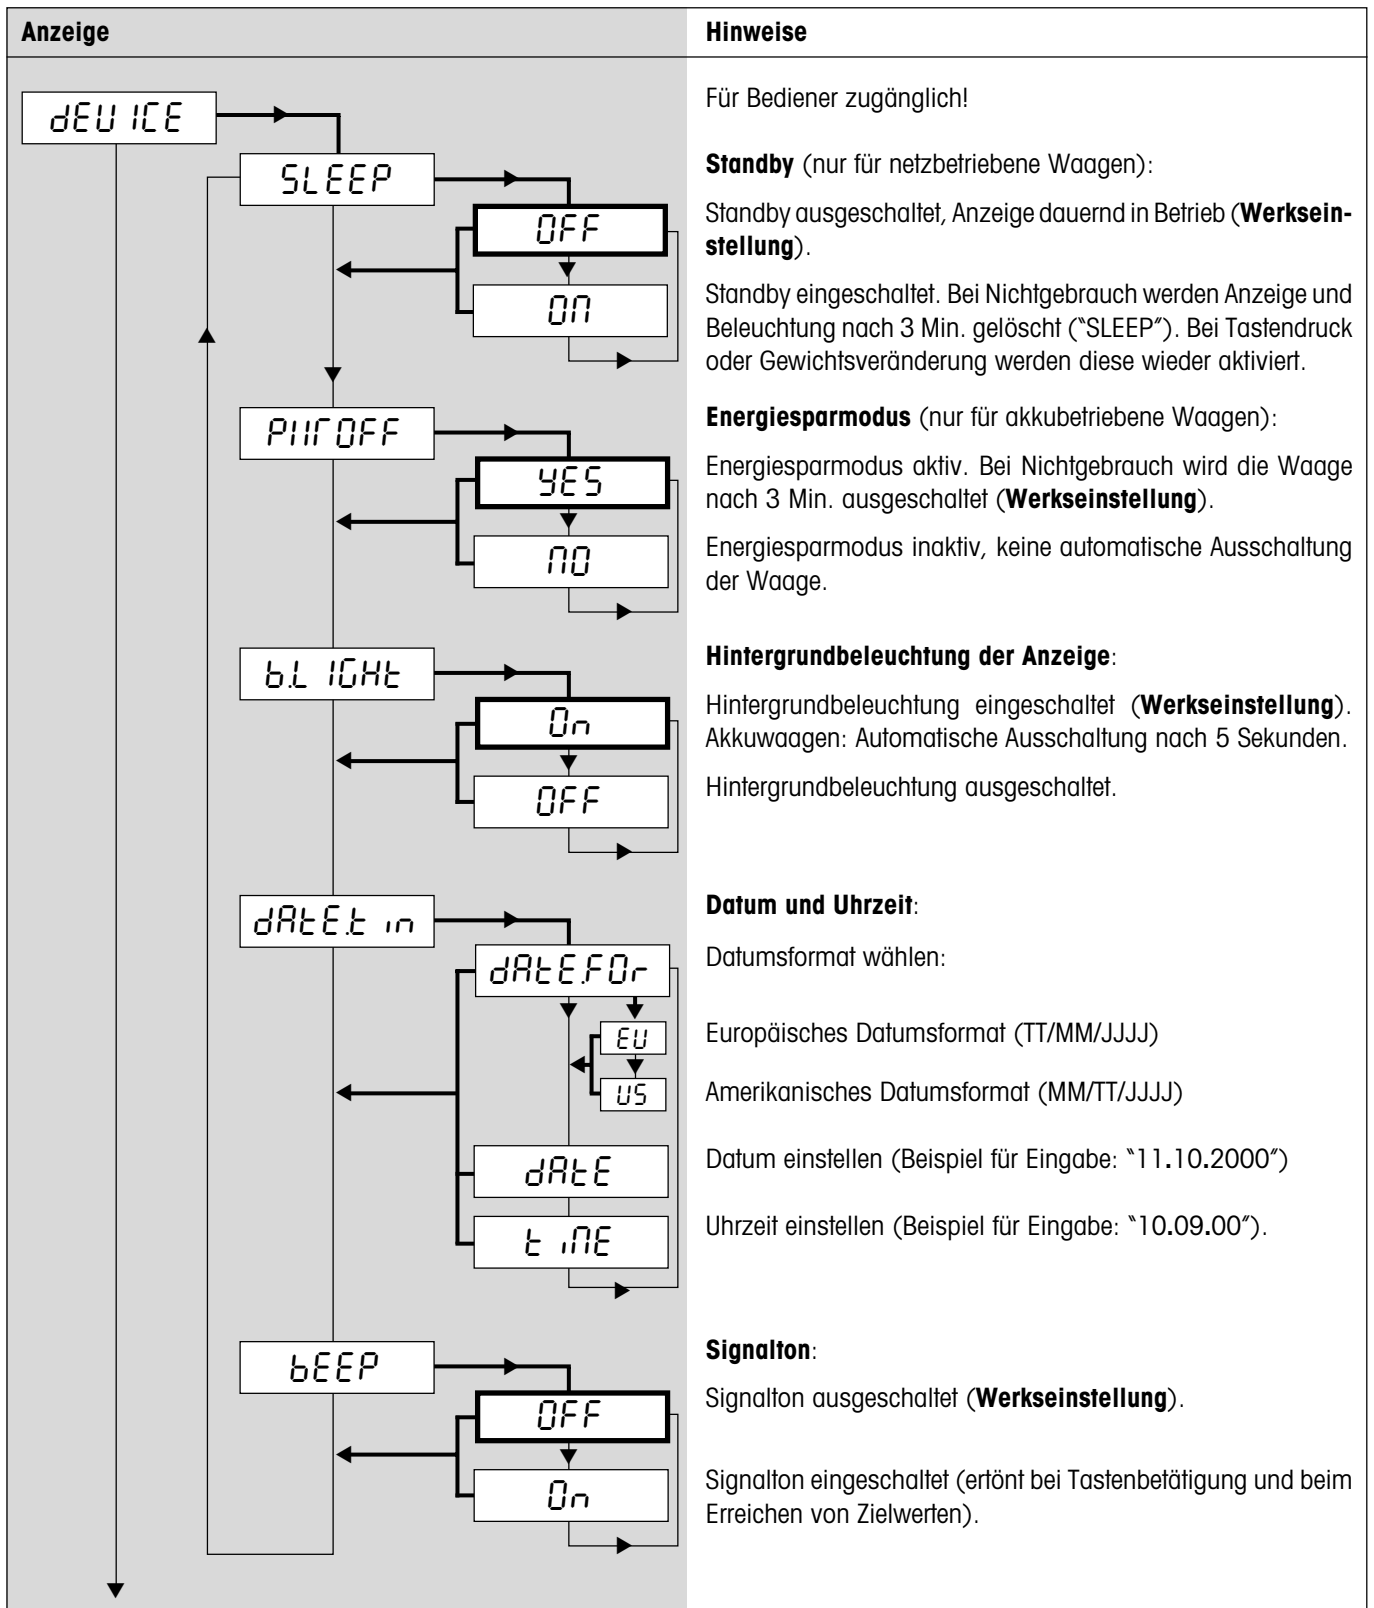 Anzeige
Hinweise
dEVICE
Für Bediener zugänglich!
SLEEP
Standby (nur für netzbetriebene Waagen):
OFF
Standby ausgeschaltet, Anzeige dauernd in Betrieb (Werksein-
stellung).
ON
Standby eingeschaltet. Bei Nichtgebrauch werden Anzeige und
Beleuchtung nach 3 Min. gelöscht ("SLEEP"). Bei Tastendruck
oder Gewichtsveränderung werden diese wieder aktiviert.
PWrOFF
Energiesparmodus (nur für akkubetriebene Waagen):
YES
Energiesparmodus aktiv. Bei Nichtgebrauch wird die Waage
nach 3 Min. ausgeschaltet (Werkseinstellung).
NO
Energiesparmodus inaktiv, keine automatische Ausschaltung
der Waage.
b.LIGHt
Hintergrundbeleuchtung der Anzeige:
On
Hintergrundbeleuchtung eingeschaltet (Werkseinstellung).
Akkuwaagen: Automatische Ausschaltung nach 5 Sekunden.
OFF
Hintergrundbeleuchtung ausgeschaltet.
dAtE.tin
Datum und Uhrzeit:
dAtE.FOr
Datumsformat wählen:
EU
Europäisches Datumsformat (TT/MM/JJJJ)
US
Amerikanisches Datumsformat (MM/TT/JJJJ)
dAtE
Datum einstellen (Beispiel für Eingabe: "11.10.2000")
tiME
Uhrzeit einstellen (Beispiel für Eingabe: "10.09.00").
bEEP
Signalton:
OFF
Signalton ausgeschaltet (Werkseinstellung).
On
Signalton eingeschaltet (ertönt bei Tastenbetätigung und beim
Erreichen von Zielwerten).